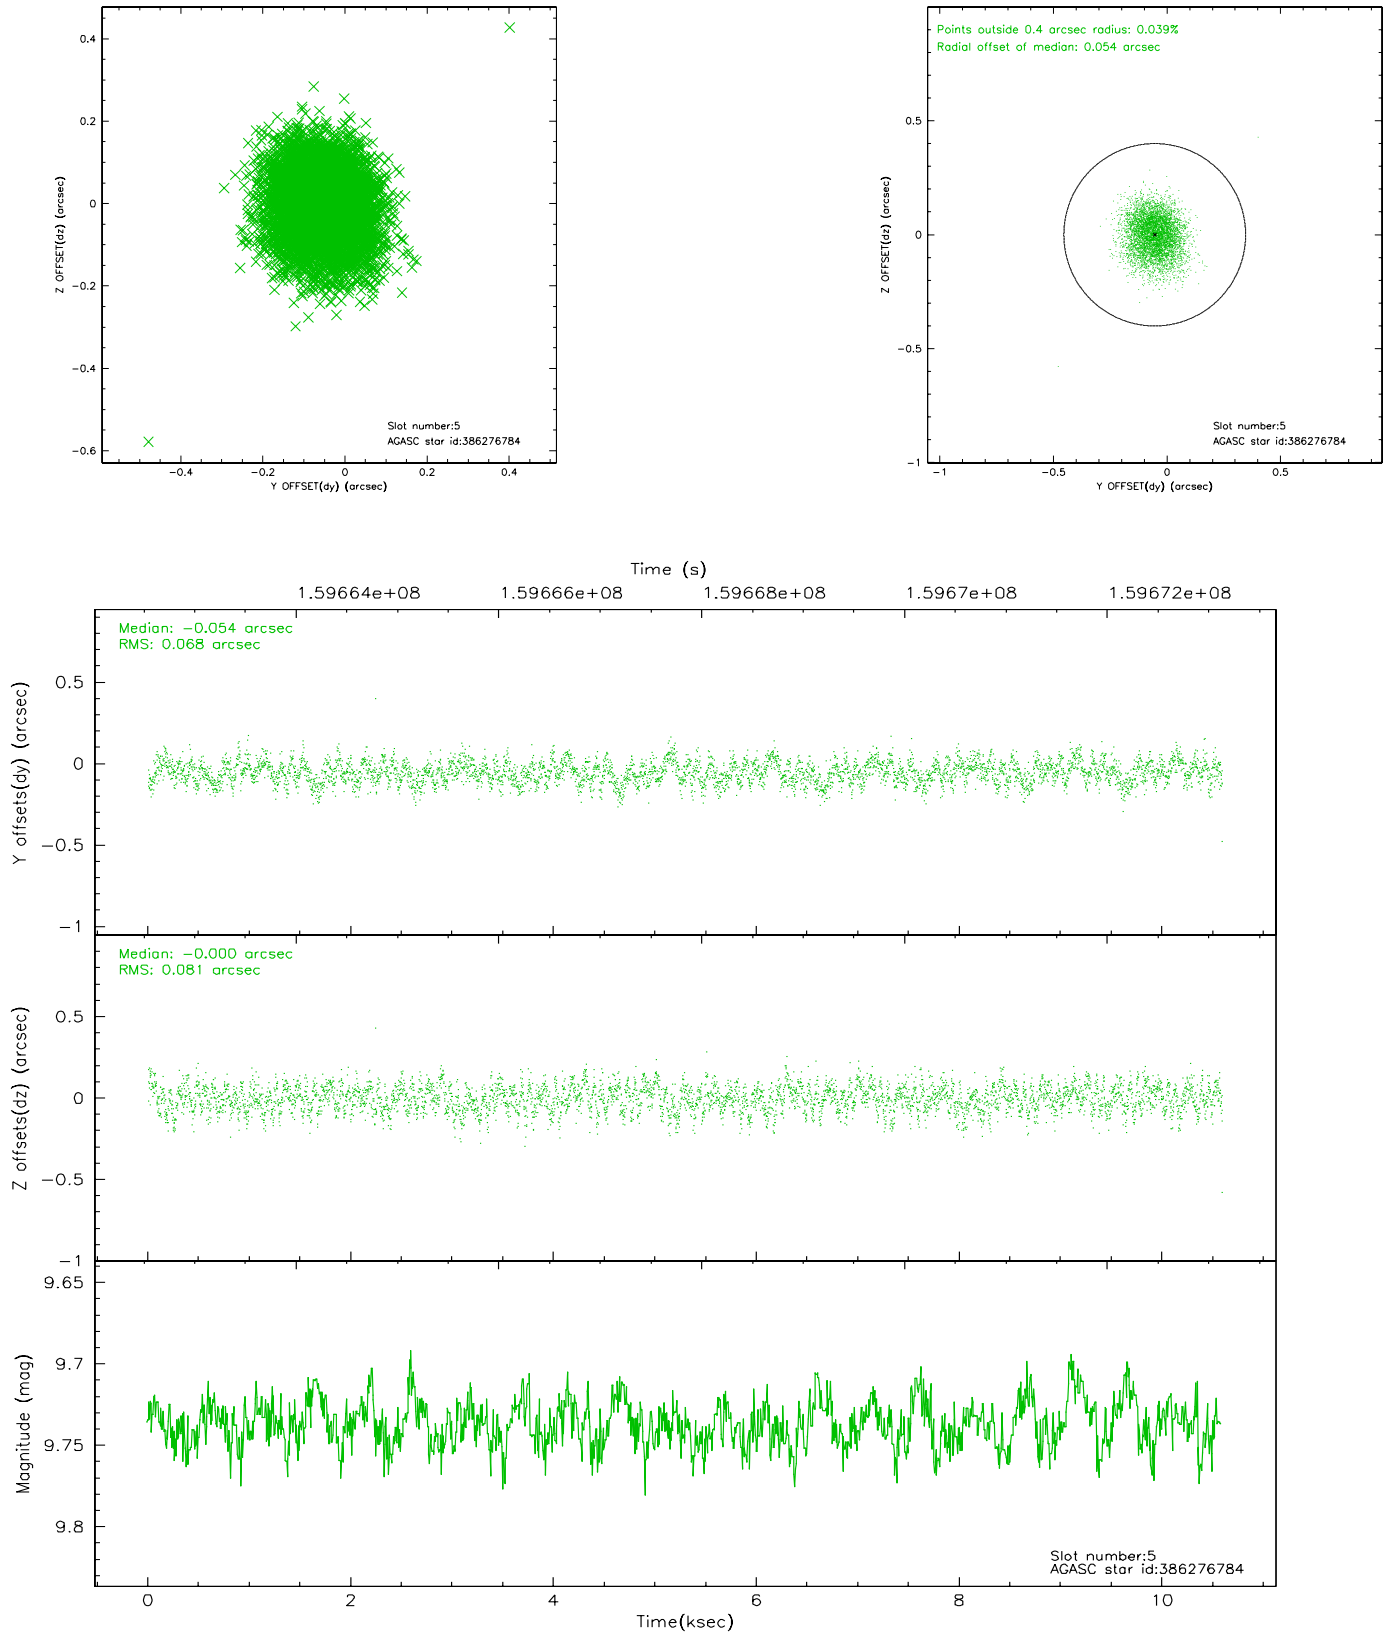 0.4
0.2
0
−0.2
−0.4
−0.6
Z OFFSET(dz) (arcsec)
−0.4
−0.2
0
0.2
0.4
Y OFFSET(dy) (arcsec)
Slot number:5
AGASC star id:386276784
Points outside 0.4 arcsec radius: 0.039%
Radial offset of median: 0.054 arcsec
0.5
0
−0.5
−1
Z OFFSET(dz) (arcsec)
−1
−0.5
0
0.5
Y OFFSET(dy) (arcsec)
Slot number:5
AGASC star id:386276784
Time (s)
1.59664e+08
1.59666e+08
1.59668e+08
1.5967e+08
1.59672e+08
Median: −0.054 arcsec
RMS: 0.068 arcsec
0.5
0
−0.5
−1
Y offsets(dy) (arcsec)
Median: −0.000 arcsec
RMS: 0.081 arcsec
0.5
0
−0.5
−1
Z offsets(dz) (arcsec)
9.65
9.7
9.75
9.8
Magnitude (mag)
Slot number:5
AGASC star id:386276784
0
2
4
6
8
10
Time(ksec)